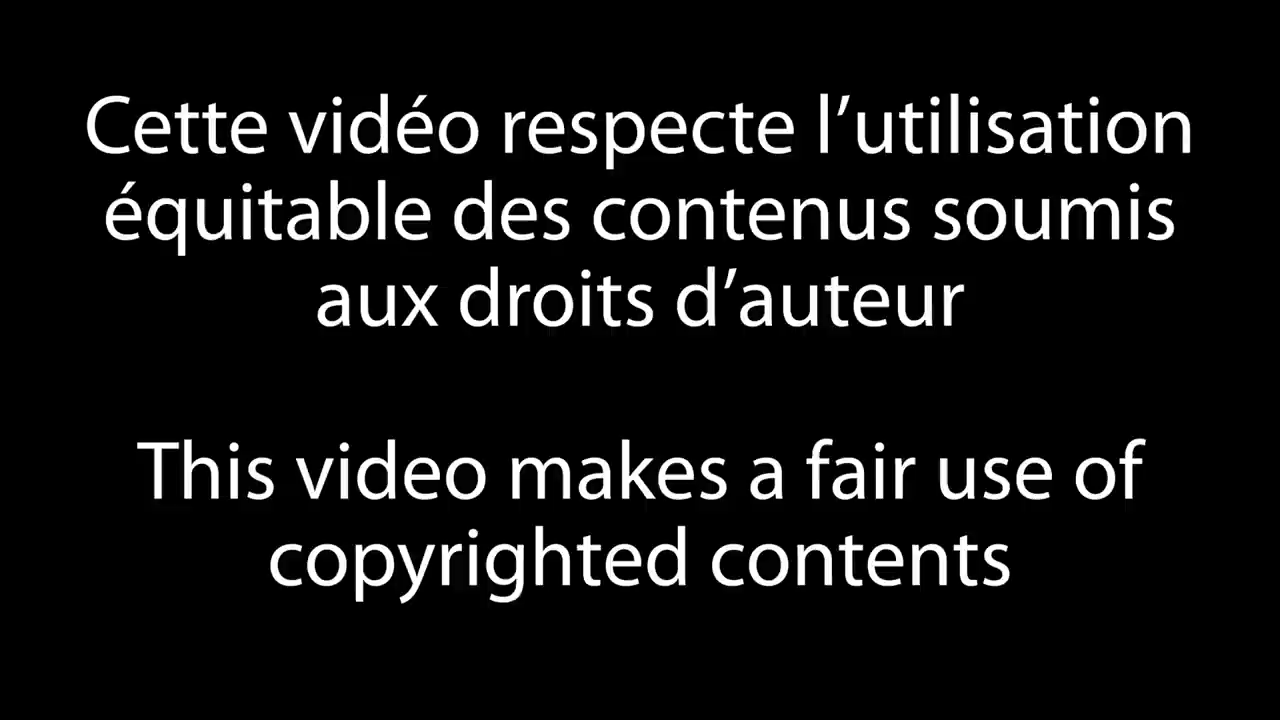 Cette vidéo respecte l’utilisation
équitable des contenus soumis
aux droits d’auteur
This video makes a fair use of
copyrighted contents